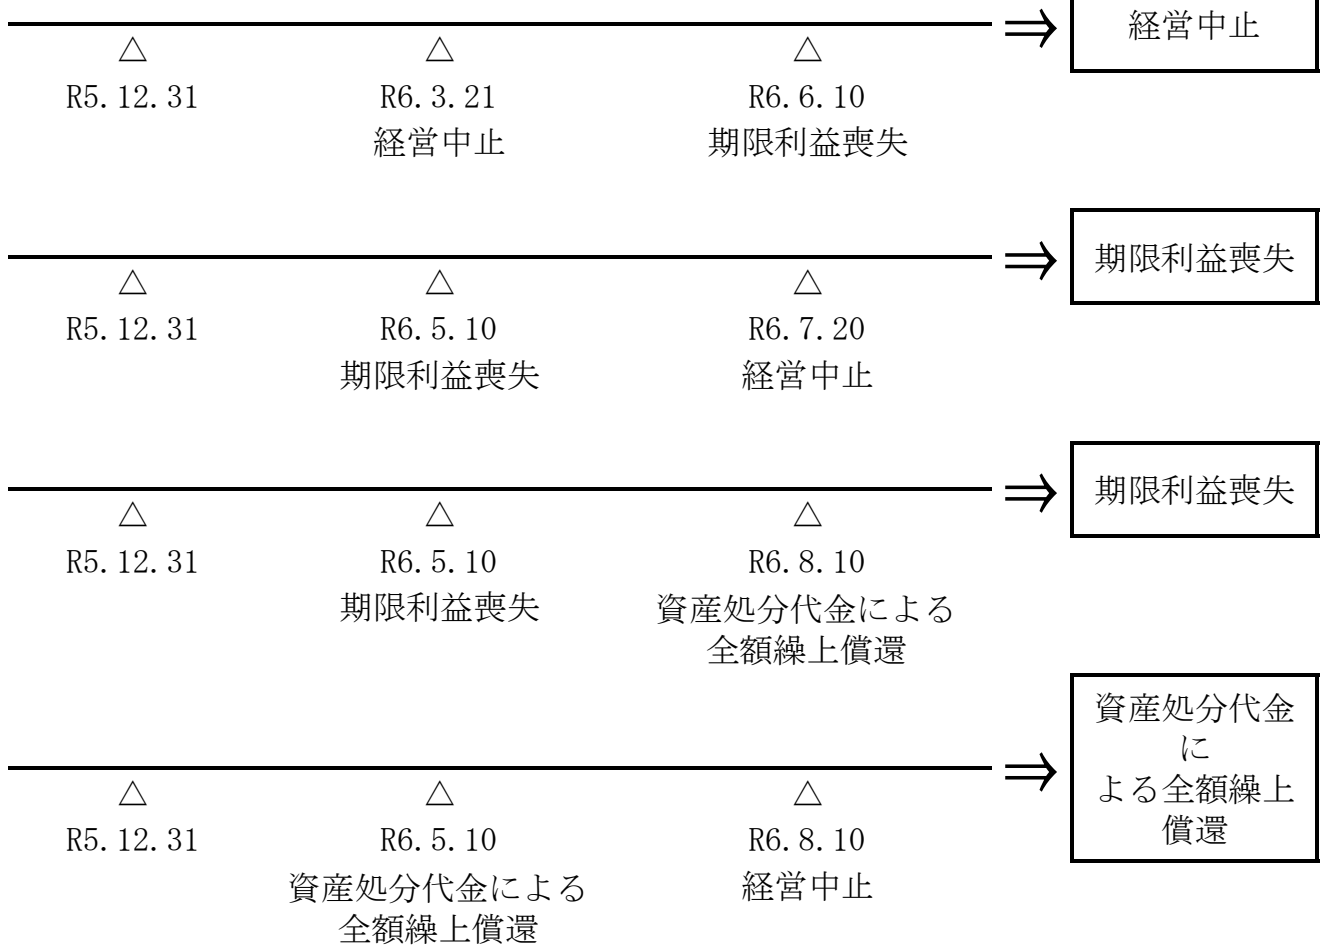 経営中止
△ △ △
R5.12.31 R6.3.21 R6.6.10
経営中止 期限利益喪失
⇒ 期限利益喪失
△ △ △
R5.12.31 R6.5.10 R6.7.20
期限利益喪失 経営中止
⇒ 期限利益喪失
△ △ △
R5.12.31 R6.5.10 R6.8.10
期限利益喪失 資産処分代金による
全額繰上償還
資産処分代金
に
⇒ よる全額繰上
償還
△ △ △
R5.12.31 R6.5.10 R6.8.10
資産処分代金による 経営中止
全額繰上償還